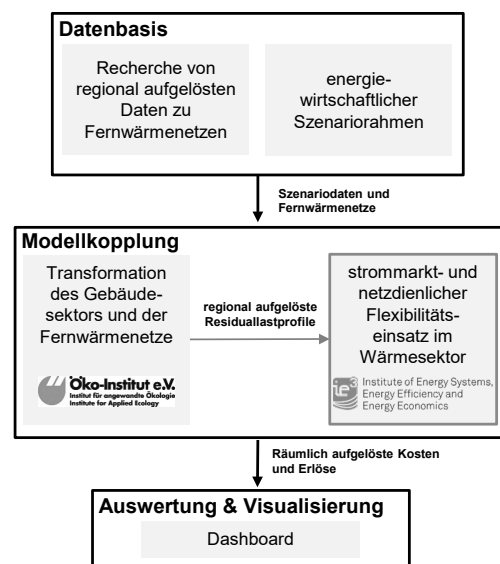 Datenbasis
Recherche von
regional aufgelösten
Daten zu
Fernwärmenetzen
energie-
wirtschaftlicher
Szenariorahmen
Szenariodaten und
Fernwärmenetze
Modellkopplung
Transformation
des Gebäude-
sektors und der
Fernwärmenetze
Öko-Institut e.V.
Institut für angewandte Ökologie
Institute for Applied Ecology
regional aufgelöste
Residuallastprofile
strommarkt- und
netzdienlicher
Flexibilitäts-
einsatz im
Wärmesektor
ie³
Institute of Energy Systems,
Energy Efficiency and
Energy Economics
Räumlich aufgelöste Kosten
und Erlöse
Auswertung & Visualisierung
Dashboard